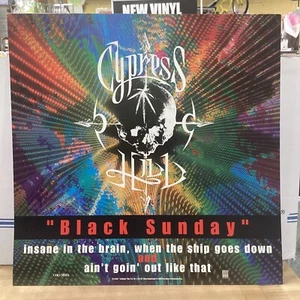 NEW VINYL
Cypress
Hill
"Black Sunday"
insane in the brain, when the ship goes down
and
ain't goin' out like that